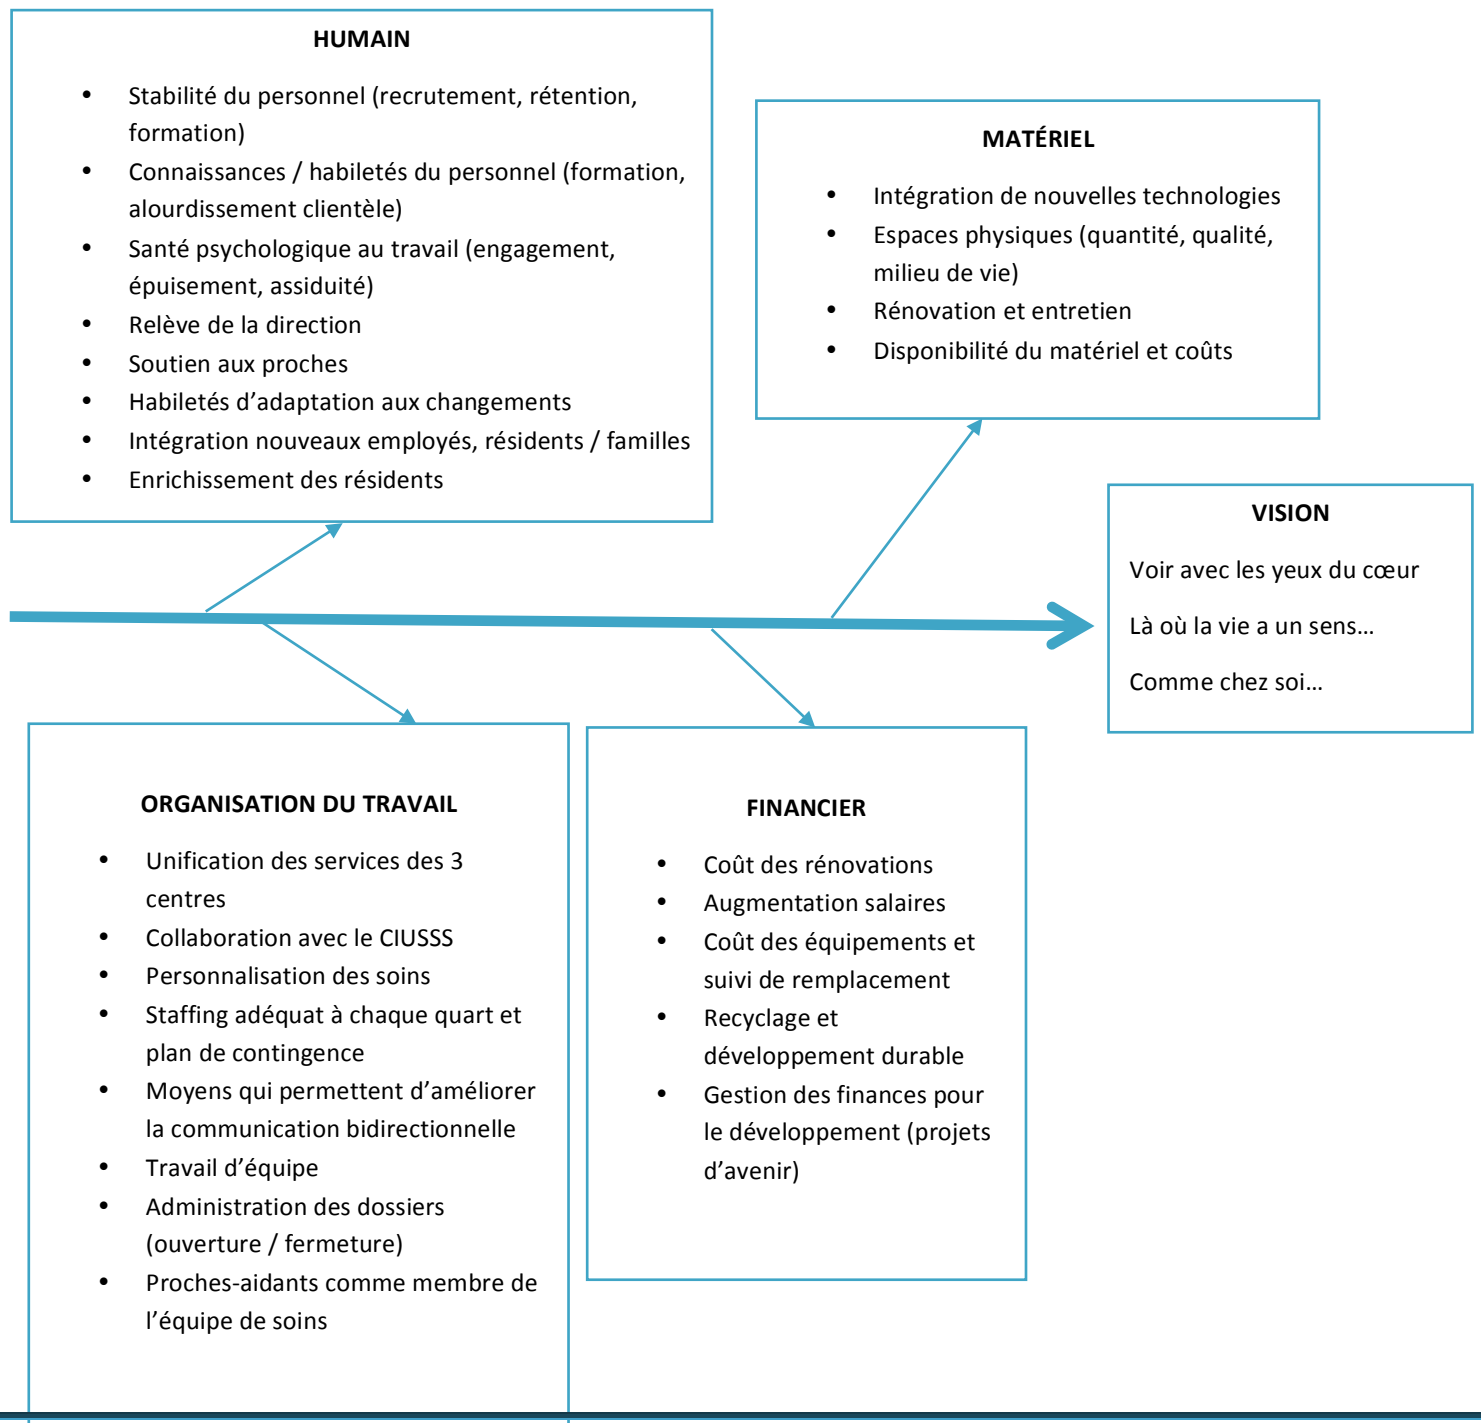 HUMAIN
• Stabilité du personnel (recrutement, rétention,
formation)
• Connaissances / habiletés du personnel (formation,
alourdissement clientèle)
• Santé psychologique au travail (engagement,
épuisement, assiduité)
• Relève de la direction
• Soutien aux proches
• Habiletés d’adaptation aux changements
• Intégration nouveaux employés, résidents / familles
• Enrichissement des résidents
MATÉRIEL
• Intégration de nouvelles technologies
• Espaces physiques (quantité, qualité,
milieu de vie)
• Rénovation et entretien
• Disponibilité du matériel et coûts
VISION
Voir avec les yeux du cœur
Là où la vie a un sens…
Comme chez soi…
ORGANISATION DU TRAVAIL
• Unification des services des 3
centres
• Collaboration avec le CIUSSS
• Personnalisation des soins
• Staffing adéquat à chaque quart et
plan de contingence
• Moyens qui permettent d’améliorer
la communication bidirectionnelle
• Travail d’équipe
• Administration des dossiers
(ouverture / fermeture)
• Proches-aidants comme membre de
l’équipe de soins
FINANCIER
• Coût des rénovations
• Augmentation salaires
• Coût des équipements et
suivi de remplacement
• Recyclage et
développement durable
• Gestion des finances pour
le développement (projets
d’avenir)